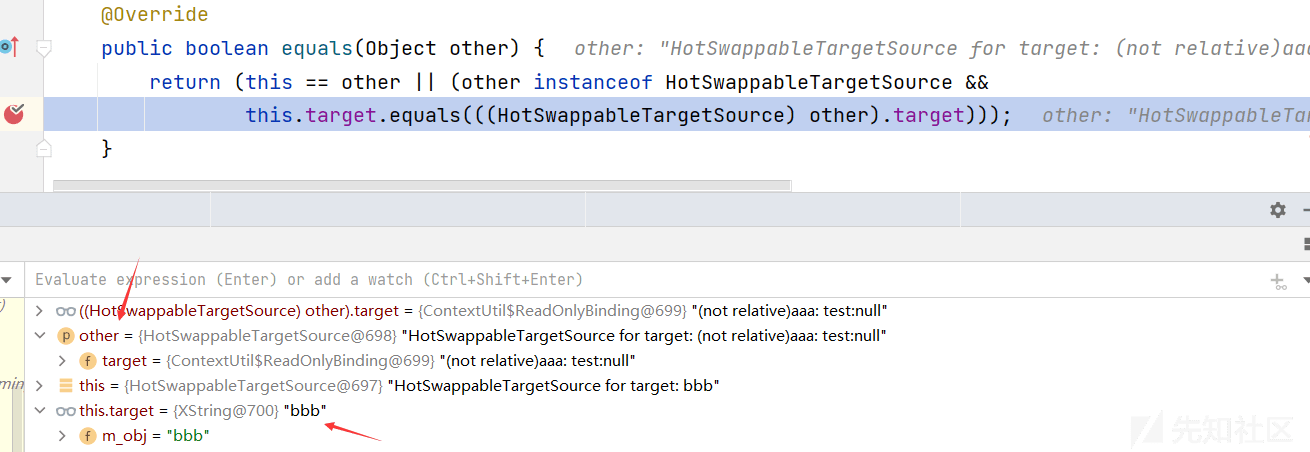 @Override
public boolean equals(Object other) { other: "HotSwappableTargetSource for target: (not relative)aaa
return (this == other || (other instanceof HotSwappableTargetSource &&
this.target.equals(((HotSwappableTargetSource) other).target))); other: "HotSwappableTar
}
Evaluate expression (Enter) or add a watch (Ctrl+Shift+Enter)
((HotSwappableTargetSource) other).target = {ContextUtil$ReadOnlyBinding@699} "(not relative)aaa: test:null"
other = {HotSwappableTargetSource@698} "HotSwappableTargetSource for target: (not relative)aaa: test:null"
target = {ContextUtil$ReadOnlyBinding@699} "(not relative)aaa: test:null"
min
this = {HotSwappableTargetSource@697} "HotSwappableTargetSource for target: bbb"
this.target = {XString@700} "bbb"
m_obj = "bbb"
先知社区